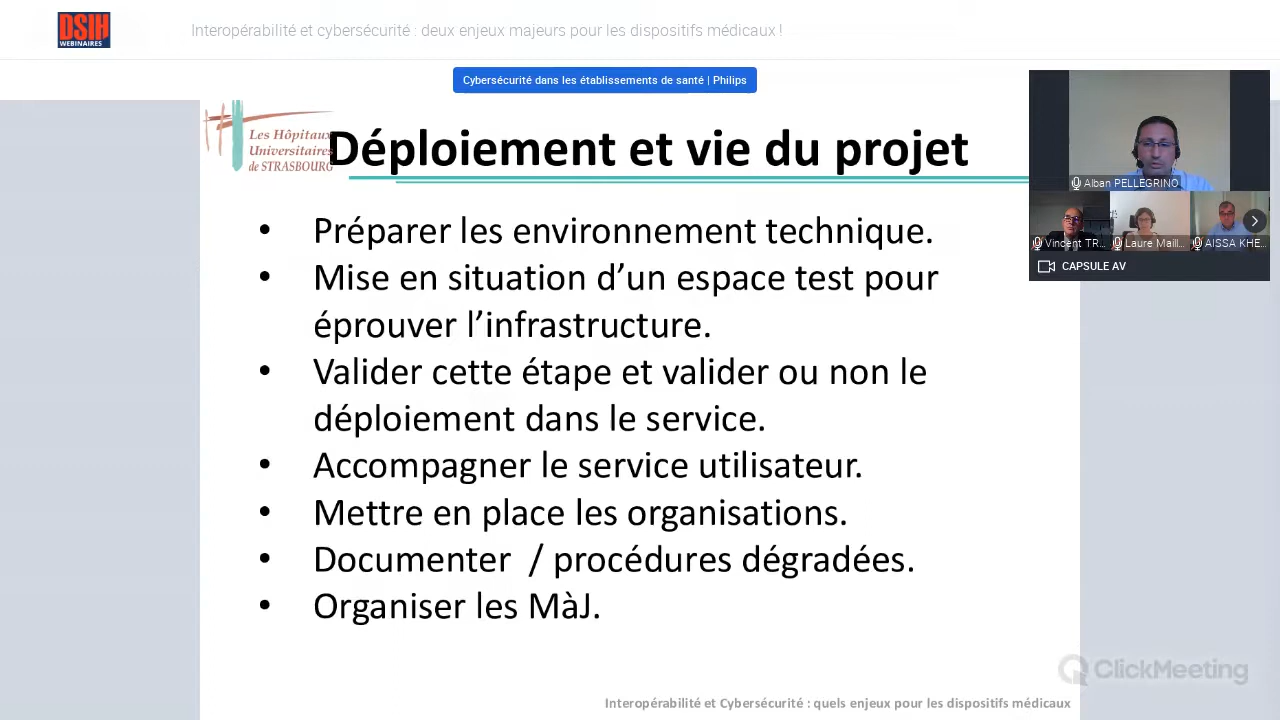 DSIH
WEBINAIRES
Interopérabilité et cybersécurité : deux enjeux majeurs pour les dispositifs médicaux !
Cybersécurité dans les établissements de santé | Philips
Les Hôpitaux
Universitaires
de STRASBOURG
Déploiement et vie du projet
• Préparer les environnement technique.
• Mise en situation d’un espace test pour
éprouver l’infrastructure.
• Valider cette étape et valider ou non le
déploiement dans le service.
• Accompagner le service utilisateur.
• Mettre en place les organisations.
• Documenter / procédures dégradées.
• Organiser les MàJ.
Alban PELLEGRINO
Vincent TR...
Laure Maill...
AISSA KHE...
CAPSULE AV
ClickMeeting
Interopérabilité et Cybersécurité : quels enjeux pour les dispositifs médicaux